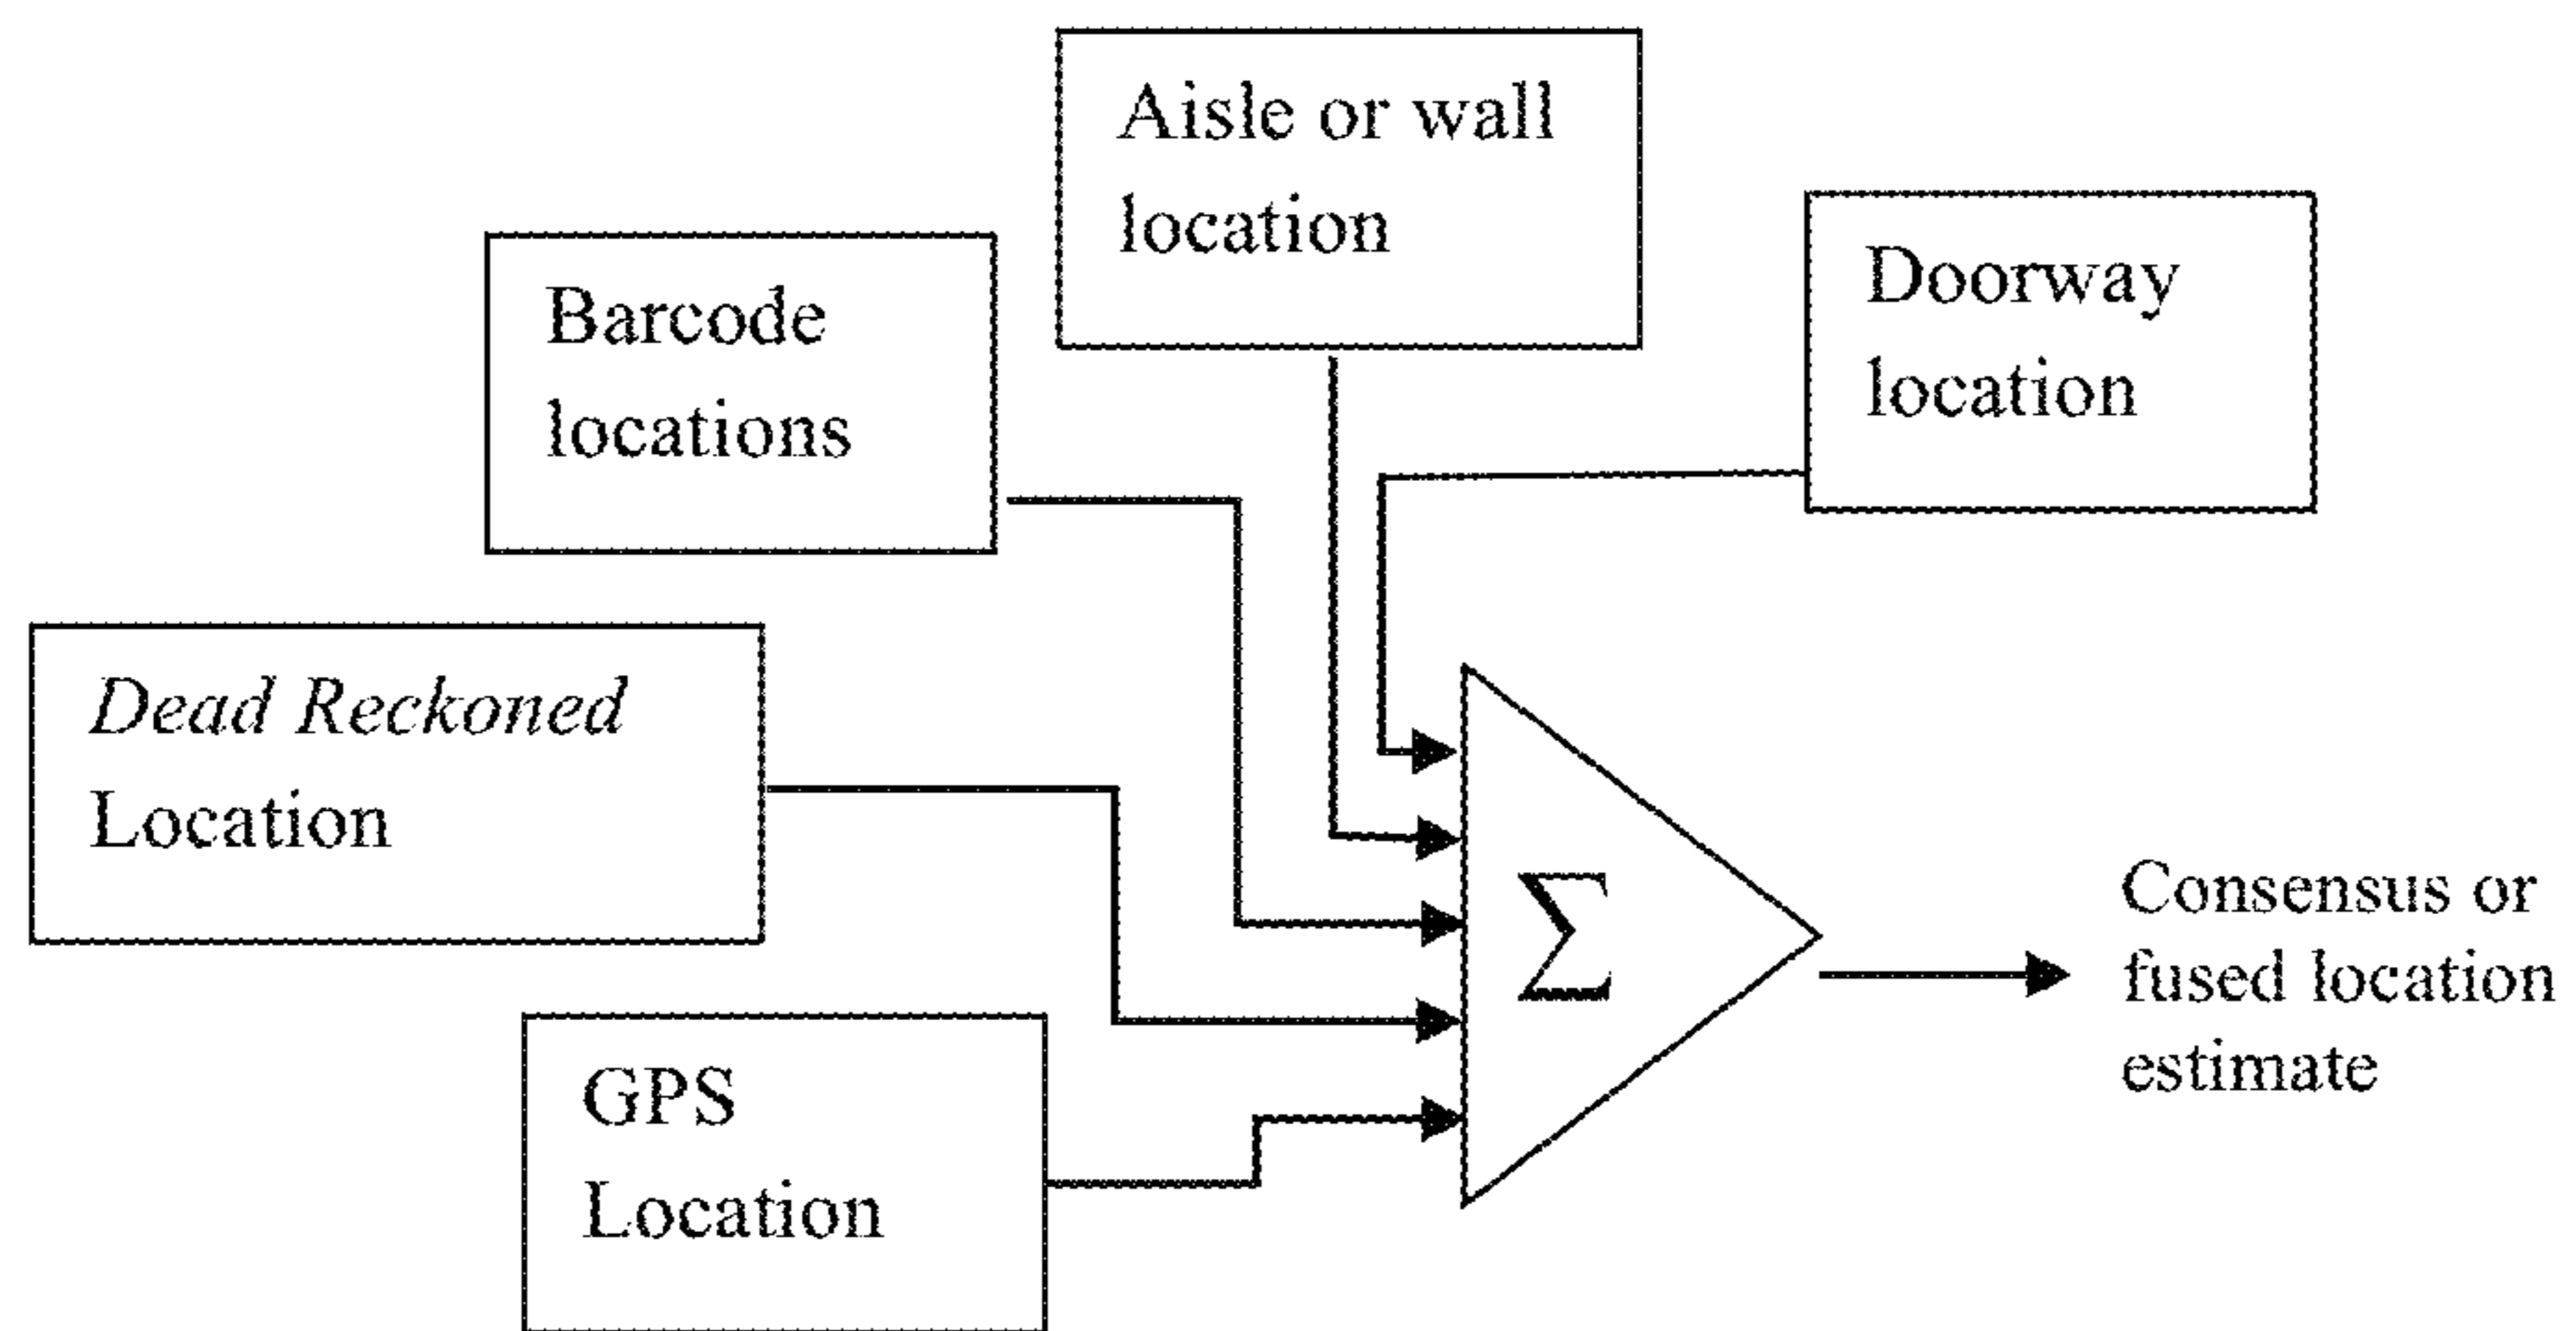 Aisle or wall
location
Doorway
location
Barcode
locations
Dead Reckoned
Location
GPS
Location
Σ
Consensus or
fused location
estimate